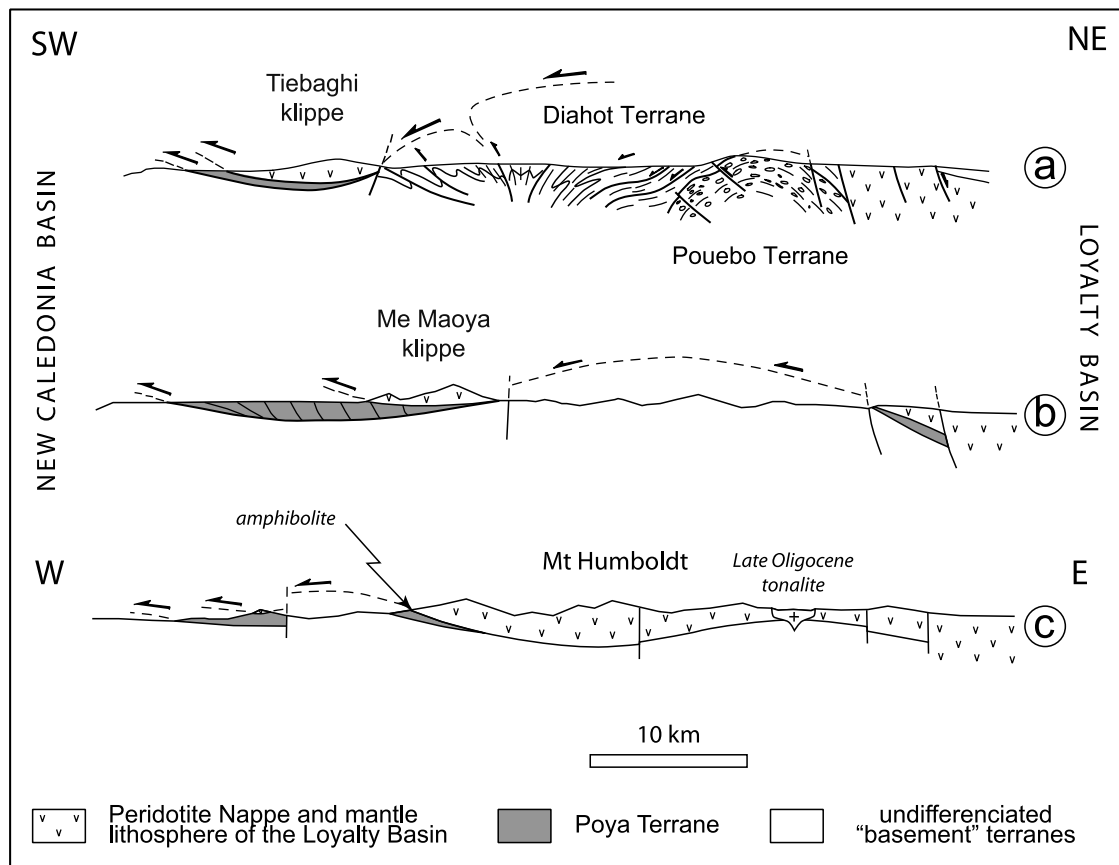 SW
NE
Tiebaghi
klippe
Diahot Terrane
a
Pouebo Terrane
NEW CALEDONIA BASIN
LOYALTY BASIN
Me Maoya
klippe
b
amphibolite
W
Mt Humboldt
Late Oligocene
tonalite
E
c
10 km
Peridotite Nappe and mantle
lithosphere of the Loyalty Basin
Poya Terrane
undifferenciated
“basement” terranes